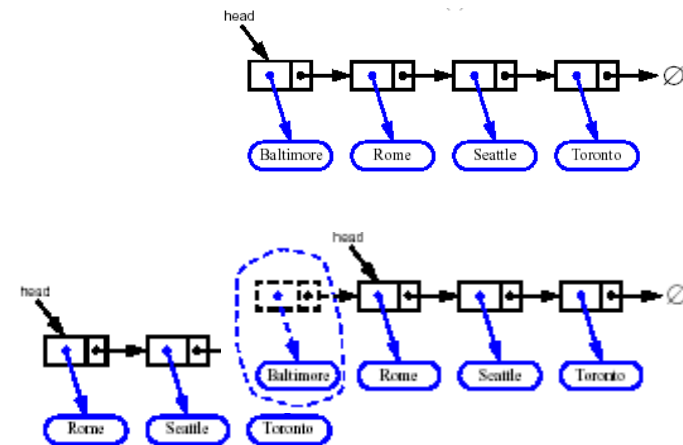 head
Baltimore Rome Seattle Toronto ∅
head
head
∅
Baltimore Rome Seattle Toronto
Rome Seattle Toronto